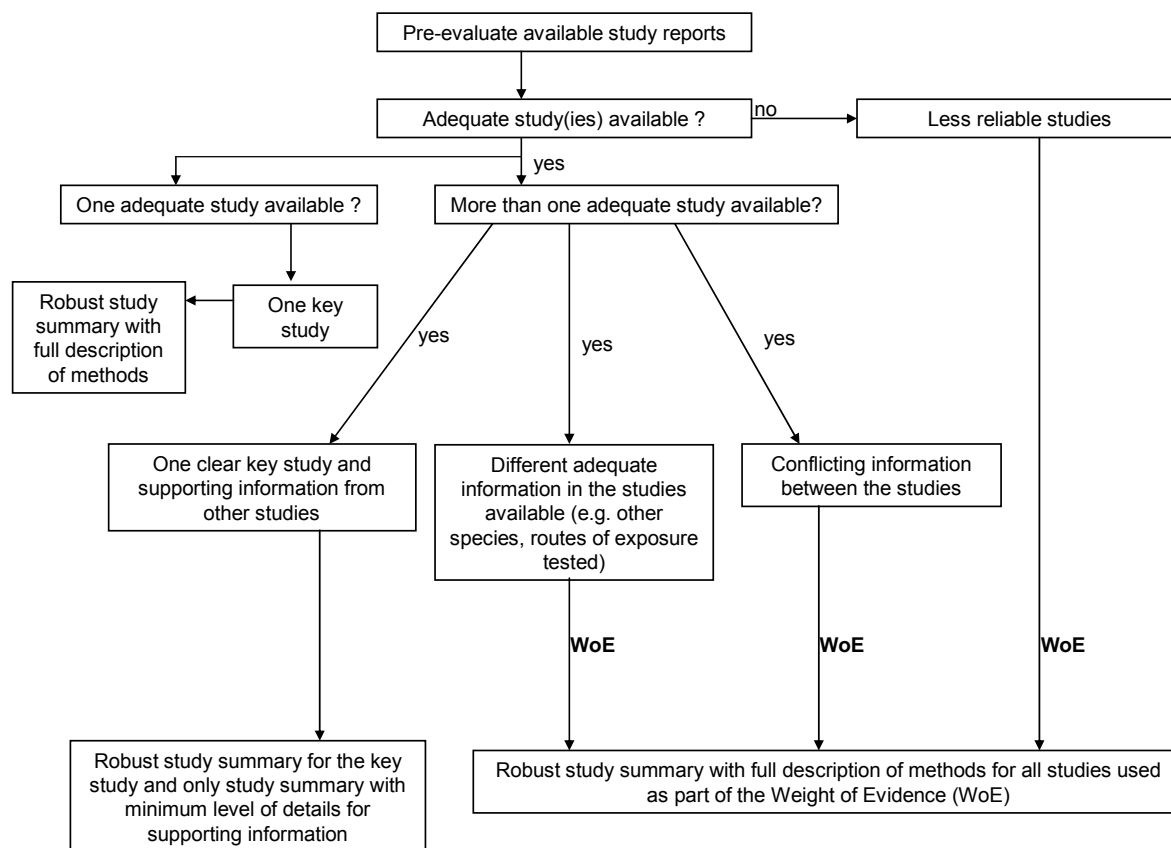 Pre-evaluate available study reports
Adequate study(ies) available ?
no
Less reliable studies
yes
One adequate study available ?
More than one adequate study available?
Robust study
summary with
full description
of methods
One key
study
yes
yes
yes
One clear key study and
supporting information from
other studies
Different adequate
information in the studies
available (e.g. other
species, routes of exposure
tested)
Conflicting information
between the studies
WoE
WoE
WoE
Robust study summary for the key
study and only study summary with
minimum level of details for
supporting information
Robust study summary with full description of methods for all studies used
as part of the Weight of Evidence (WoE)